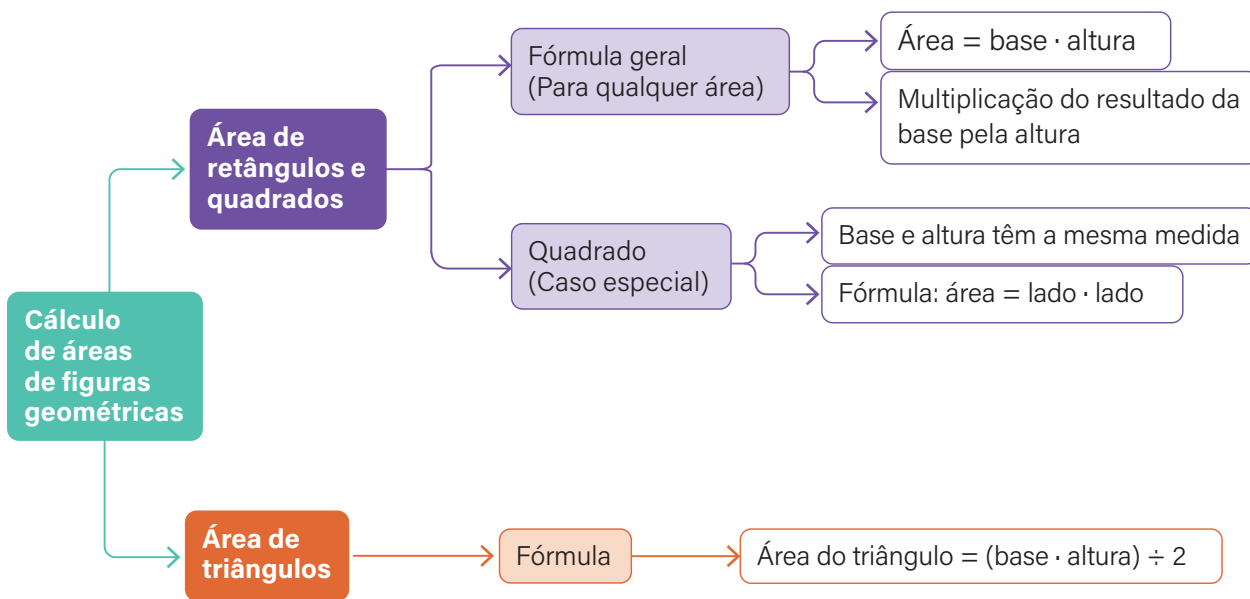 Cálculo
de áreas
de figuras
geométricas
Área de
retângulos e
quadrados
Fórmula geral
(Para qualquer área)
Área = base · altura
Multiplicação do resultado da
base pela altura
Quadrado
(Caso especial)
Base e altura têm a mesma medida
Fórmula: área = lado · lado
Área de
triângulos
Fórmula
Área do triângulo = (base · altura) ÷ 2